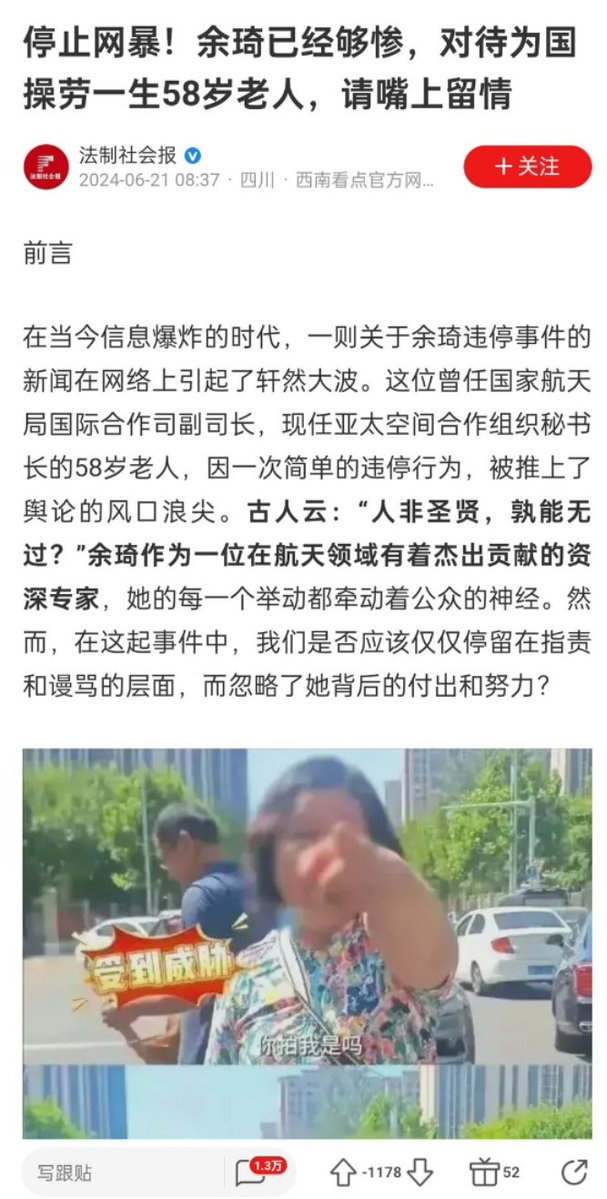 停止网暴！余琦已经够惨，对待为国
操劳一生58岁老人，请嘴上留情
法制社会报
法制社会报
2024-06-21 08:37 · 四川 · 西南看点官方网...
+ 关注
前言
在当今信息爆炸的时代，一则关于余琦违停事件的
新闻在网络上引起了轩然大波。这位曾任国家航天
局国际合作司副司长，现任亚太空间合作组织秘书
长的58岁老人，因一次简单的违停行为，被推上了
舆论的风口浪尖。古人云：“人非圣贤，孰能无
过？”余琦作为一位在航天领域有着杰出贡献的资
深专家，她的每一个举动都牵动着公众的神经。然
而，在这起事件中，我们是否应该仅仅停留在指责
和谩骂的层面，而忽略了她背后的付出和努力？
受到威胁
你拍我是吗
写跟贴
1.3万
-1178
52